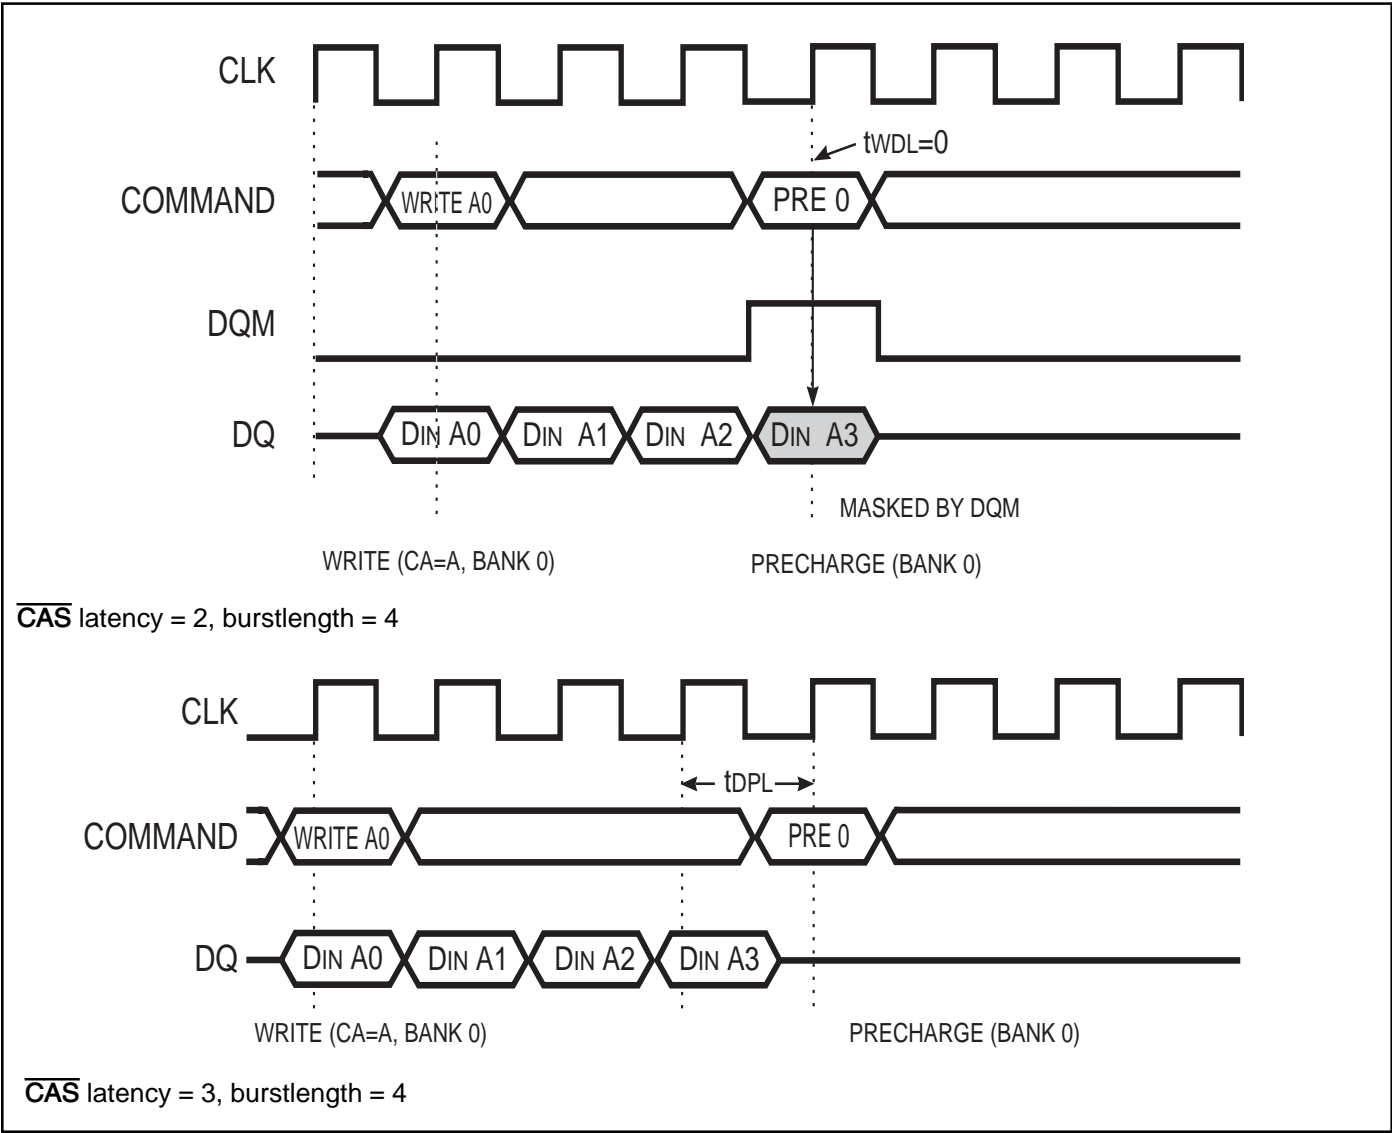 CLK
tWDL=0
COMMAND WRITE A0 PRE 0
DQM
DQ DIN A0 DIN A1 DIN A2 DIN A3
MASKED BY DQM
WRITE (CA=A, BANK 0) PRECHARGE (BANK 0)
CAS latency = 2, burstlength = 4
CLK
tDPL
COMMAND WRITE A0 PRE 0
DQ DIN A0 DIN A1 DIN A2 DIN A3
WRITE (CA=A, BANK 0) PRECHARGE (BANK 0)
CAS latency = 3, burstlength = 4